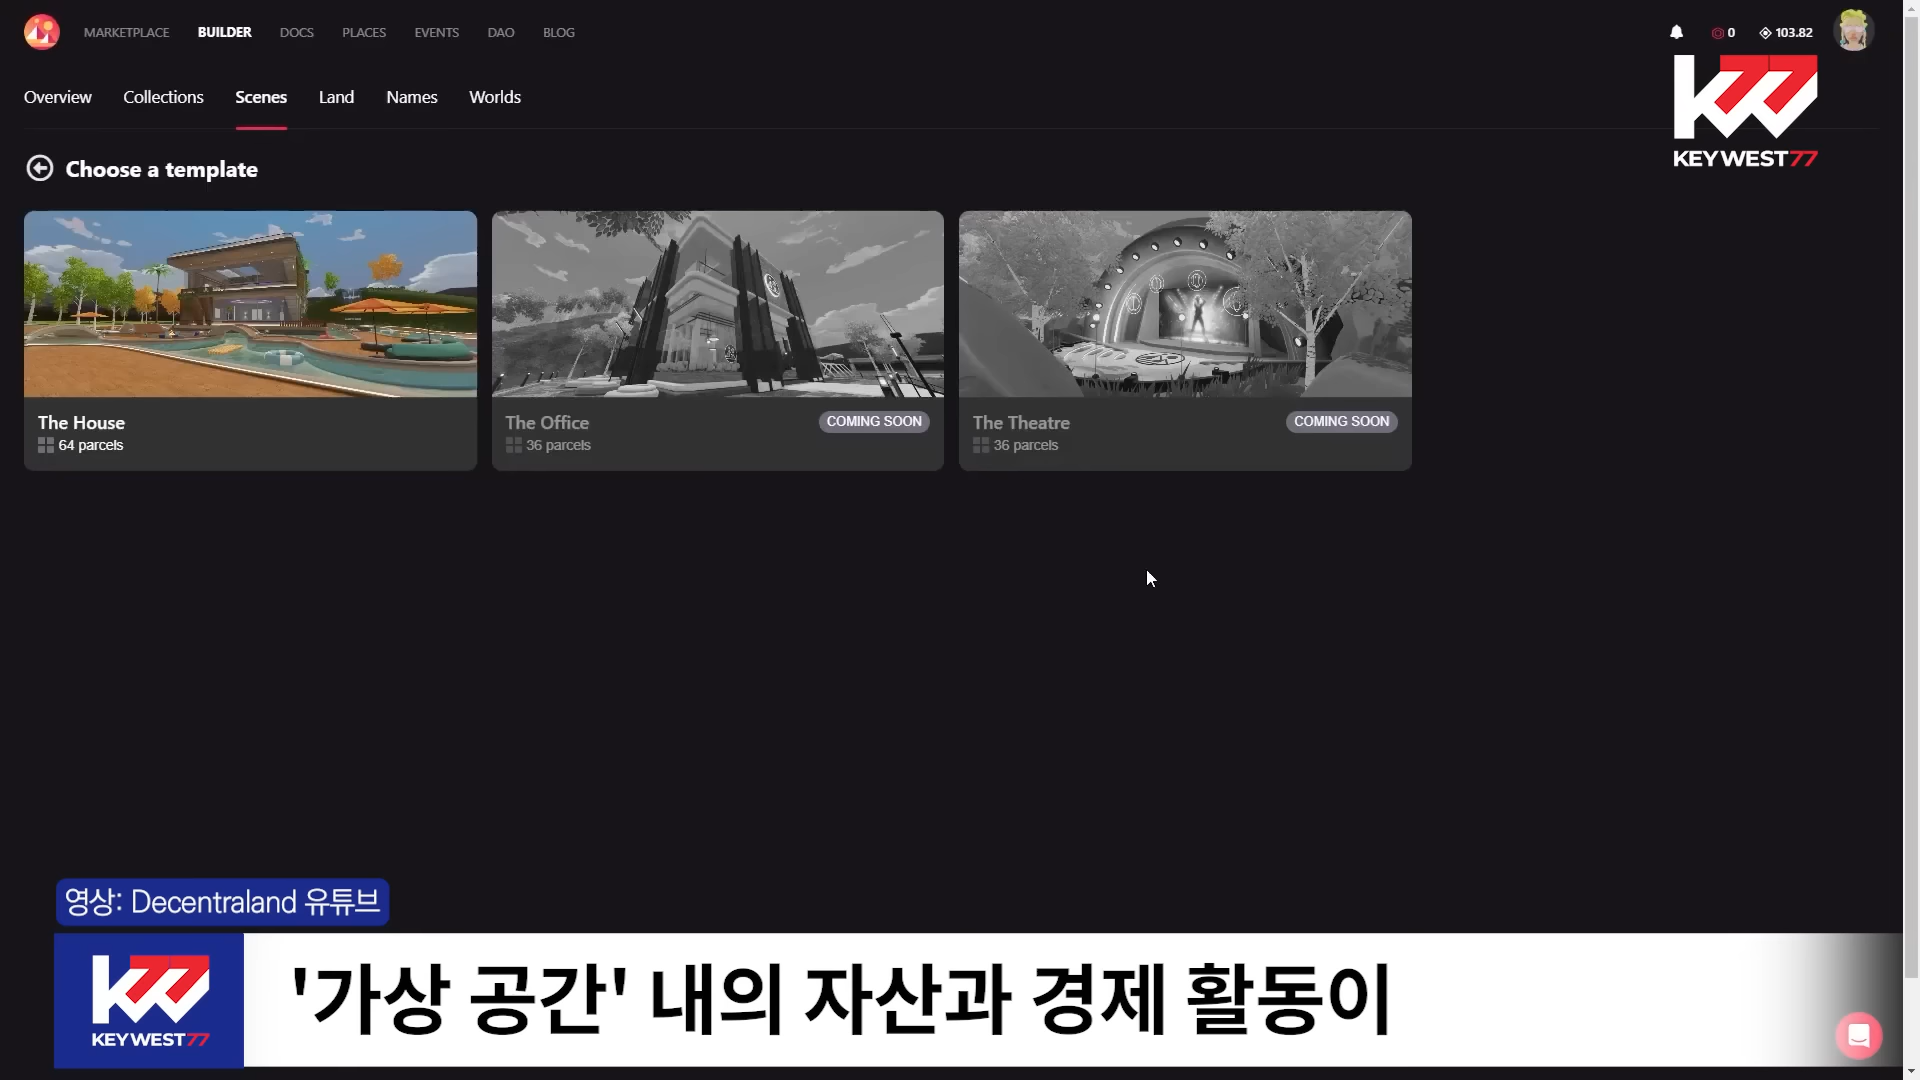 MARKETPLACE BUILDER DOCS PLACES EVENTS DAO BLOG 0 103.82
Overview Collections Scenes Land Names Worlds
K77
KEYWEST77
Choose a template
The House
64 parcels
The Office COMING SOON
36 parcels
The Theatre COMING SOON
36 parcels
영상: Decentraland 유튜브
K77
KEYWEST77
'가상 공간' 내의 자산과 경제 활동이